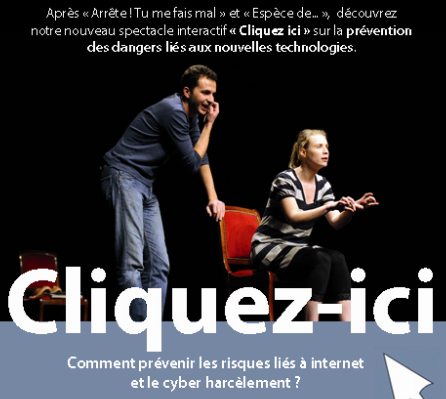 Après « Arrête ! Tu me fais mal » et « Espèce de... », découvrez
notre nouveau spectacle interactif « Cliquez ici » sur la prévention
des dangers liés aux nouvelles technologies.
Cliquez-ici
Comment prévenir les risques liés à internet
et le cyber harcèlement ?